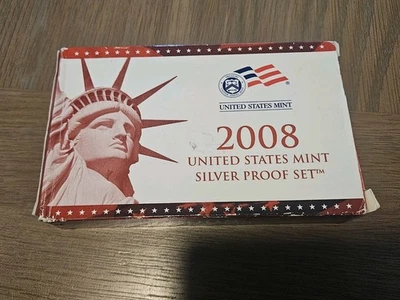 UNITED STATES MINT
2008
UNITED STATES MINT
SILVER PROOF SET™